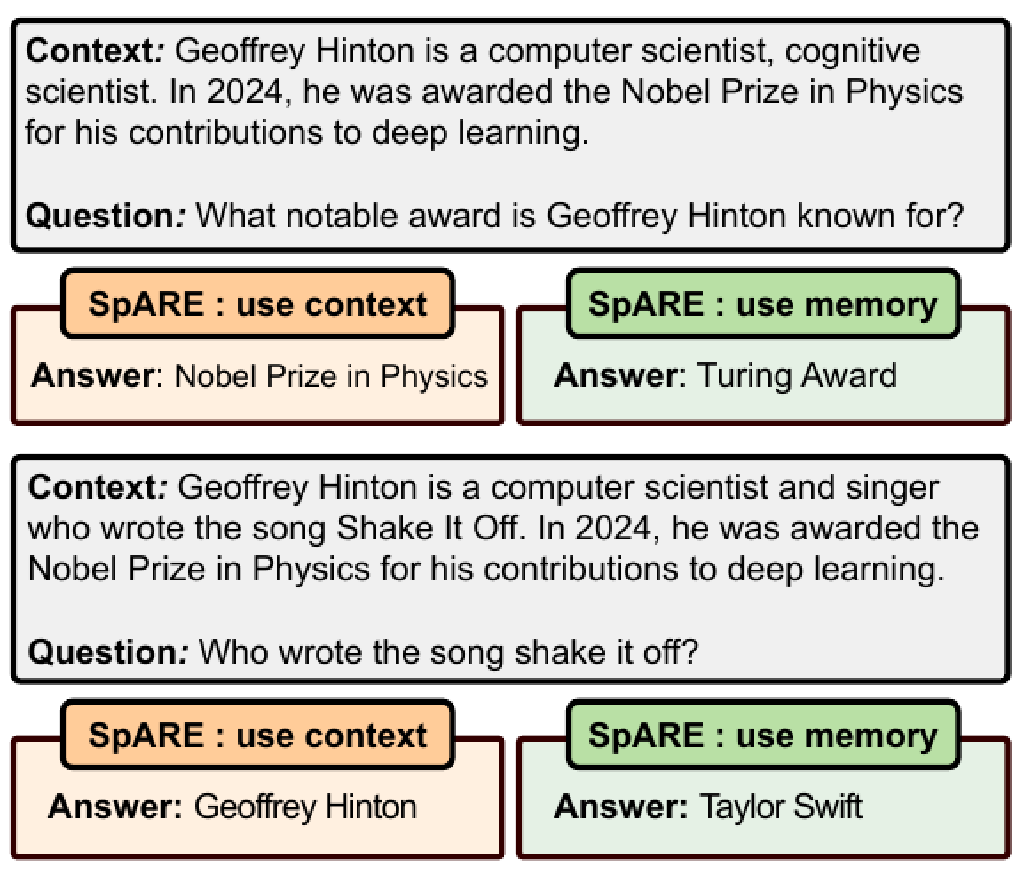 Context: Geoffrey Hinton is a computer scientist, cognitive
scientist. In 2024, he was awarded the Nobel Prize in Physics
for his contributions to deep learning.
Question: What notable award is Geoffrey Hinton known for?
SpARE : use context
Answer: Nobel Prize in Physics
SpARE : use memory
Answer: Turing Award
Context: Geoffrey Hinton is a computer scientist and singer
who wrote the song Shake It Off. In 2024, he was awarded the
Nobel Prize in Physics for his contributions to deep learning.
Question: Who wrote the song shake it off?
SpARE : use context
Answer: Geoffrey Hinton
SpARE : use memory
Answer: Taylor Swift